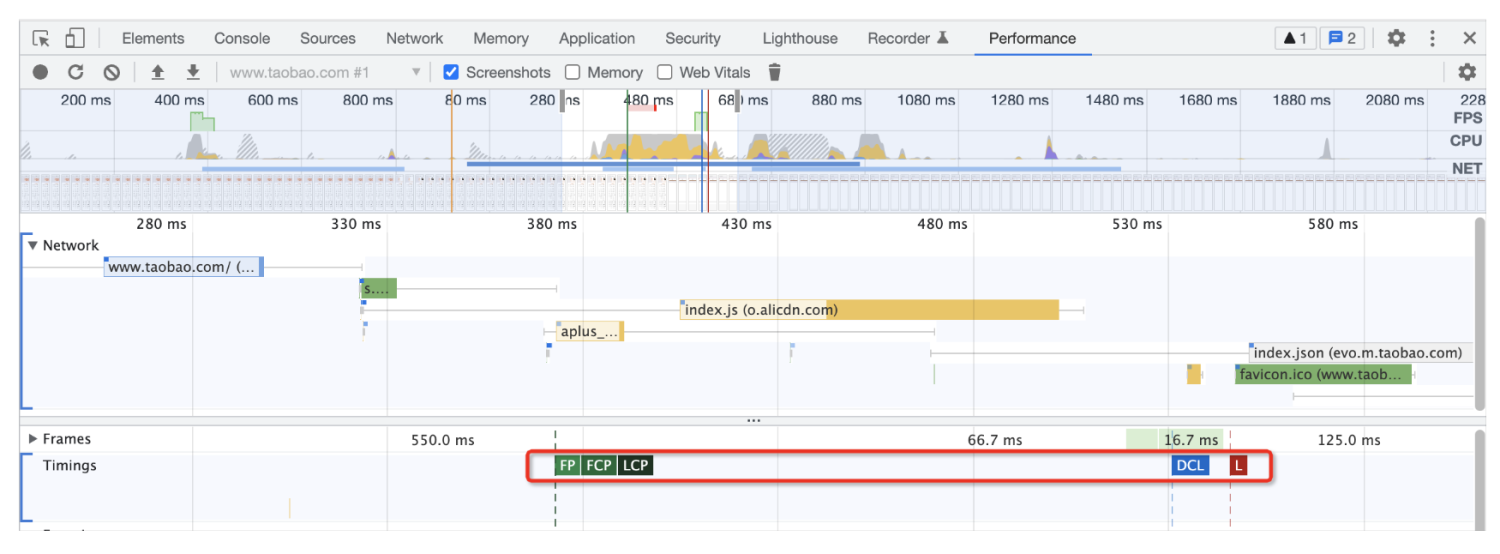 Elements Console Sources Network Memory Application Security Lighthouse Recorder Performance 1 2
www.taobao.com #1 Screenshots Memory Web Vitals
200 ms 400 ms 600 ms 800 ms 80 ms 280 ms 480 ms 680 ms 880 ms 1080 ms 1280 ms 1480 ms 1680 ms 1880 ms 2080 ms 228
FPS
CPU
NET
280 ms 330 ms 380 ms 430 ms 480 ms 530 ms 580 ms
Network
www.taobao.com/ (...
s....
index.js (o.alicdn.com)
aplus_...
index.json (evo.m.taobao.com)
favicon.ico (www.taob...
Frames 550.0 ms 66.7 ms 16.7 ms 125.0 ms
Timings FP FCP LCP DCL L